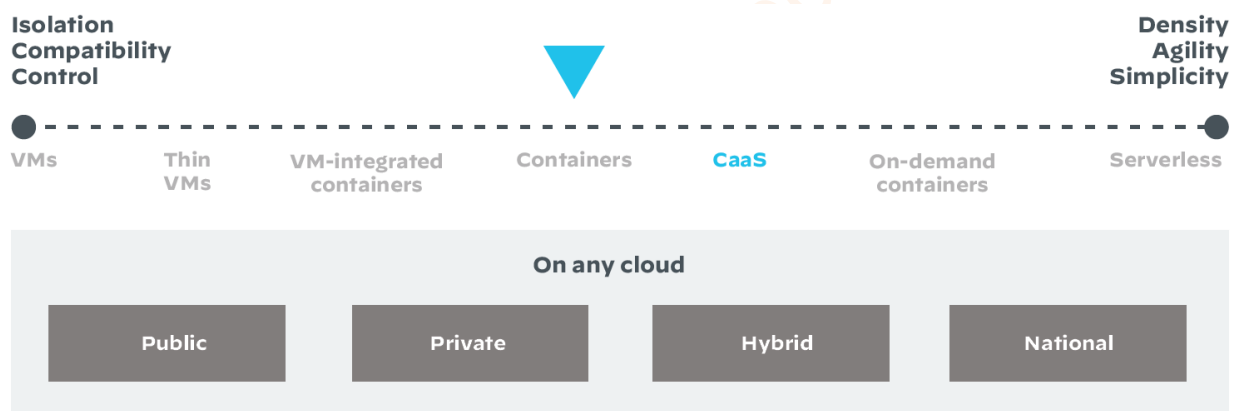 Isolation
Compatibility
Control
Density
Agility
Simplicity
VMs
Thin
VMs
VM-integrated
containers
Containers
CaaS
On-demand
containers
Serverless
On any cloud
Public
Private
Hybrid
National